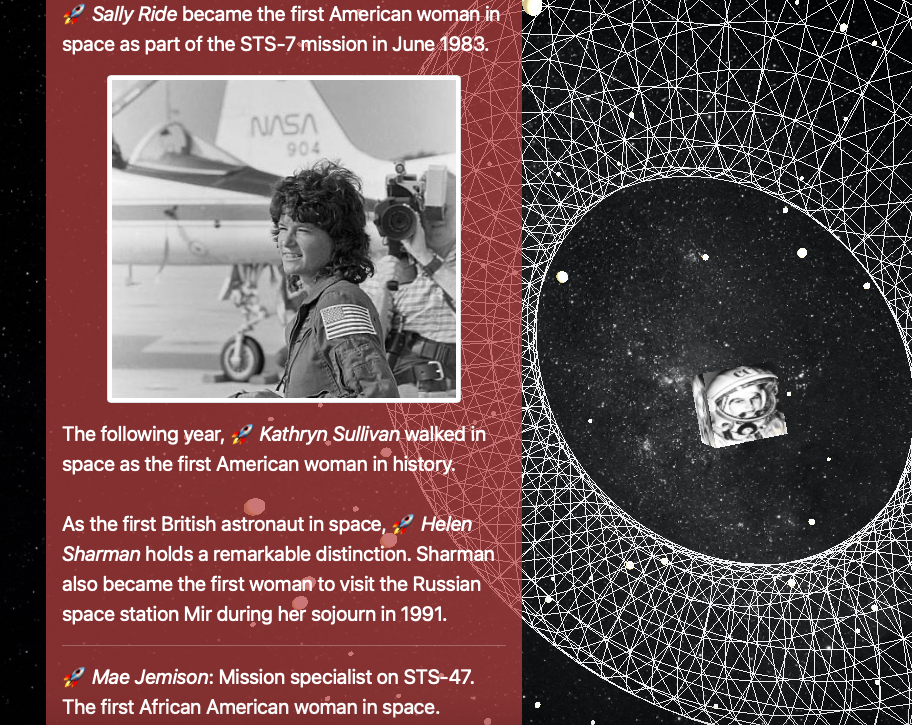 🚀 Sally Ride became the first American woman in
space as part of the STS-7 mission in June 1983.
NASA
904
The following year, 🚀 Kathryn Sullivan walked in
space as the first American woman in history.
As the first British astronaut in space, 🚀 Helen
Sharman holds a remarkable distinction. Sharman
also became the first woman to visit the Russian
space station Mir during her sojourn in 1991.
🚀 Mae Jemison: Mission specialist on STS-47.
The first African American woman in space.